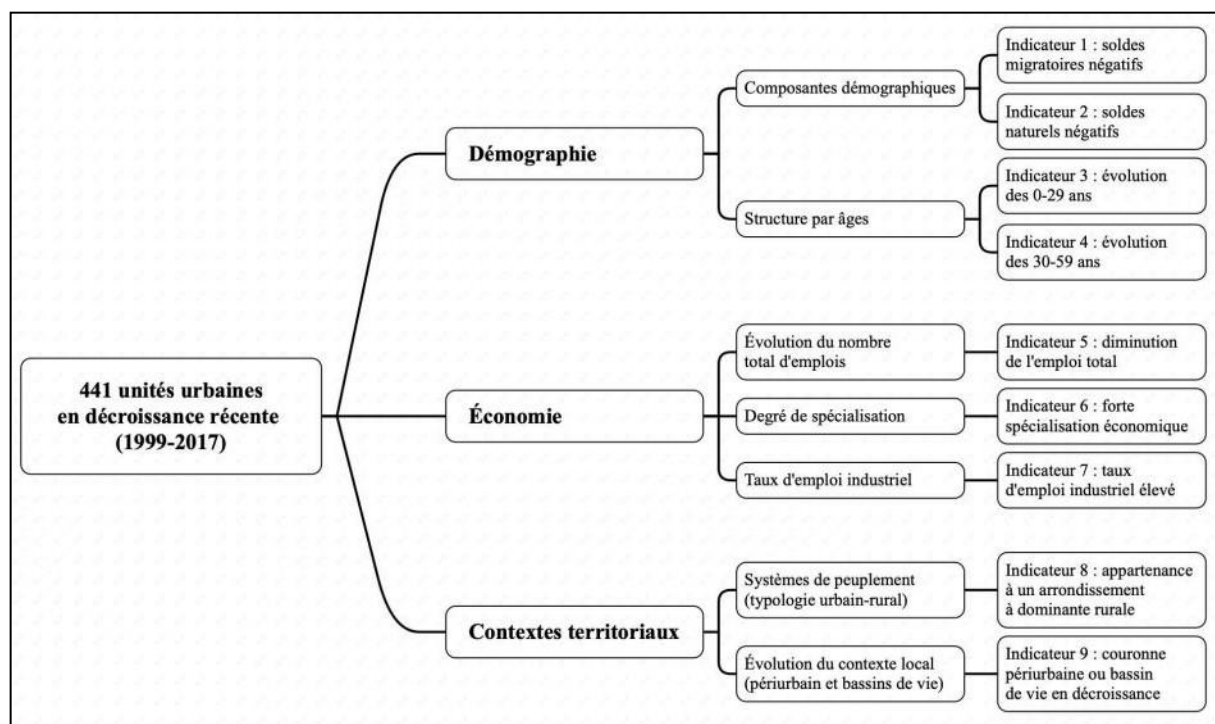 441 unités urbaines
en décroissance récente
(1999-2017)
Démographie
Composantes démographiques
Indicateur 1 : soldes
migratoires négatifs
Indicateur 2 : soldes
naturels négatifs
Structure par âges
Indicateur 3 : évolution
des 0-29 ans
Indicateur 4 : évolution
des 30-59 ans
Économie
Évolution du nombre
total d'emplois
Indicateur 5 : diminution
de l'emploi total
Degré de spécialisation
Indicateur 6 : forte
spécialisation économique
Taux d'emploi industriel
Indicateur 7 : taux
d'emploi industriel élevé
Contextes territoriaux
Systèmes de peuplement
(typologie urbain-rural)
Indicateur 8 : appartenance
à un arrondissement
à dominante rurale
Évolution du contexte local
(périurbain et bassins de vie)
Indicateur 9 : couronne
périurbaine ou bassin
de vie en décroissance